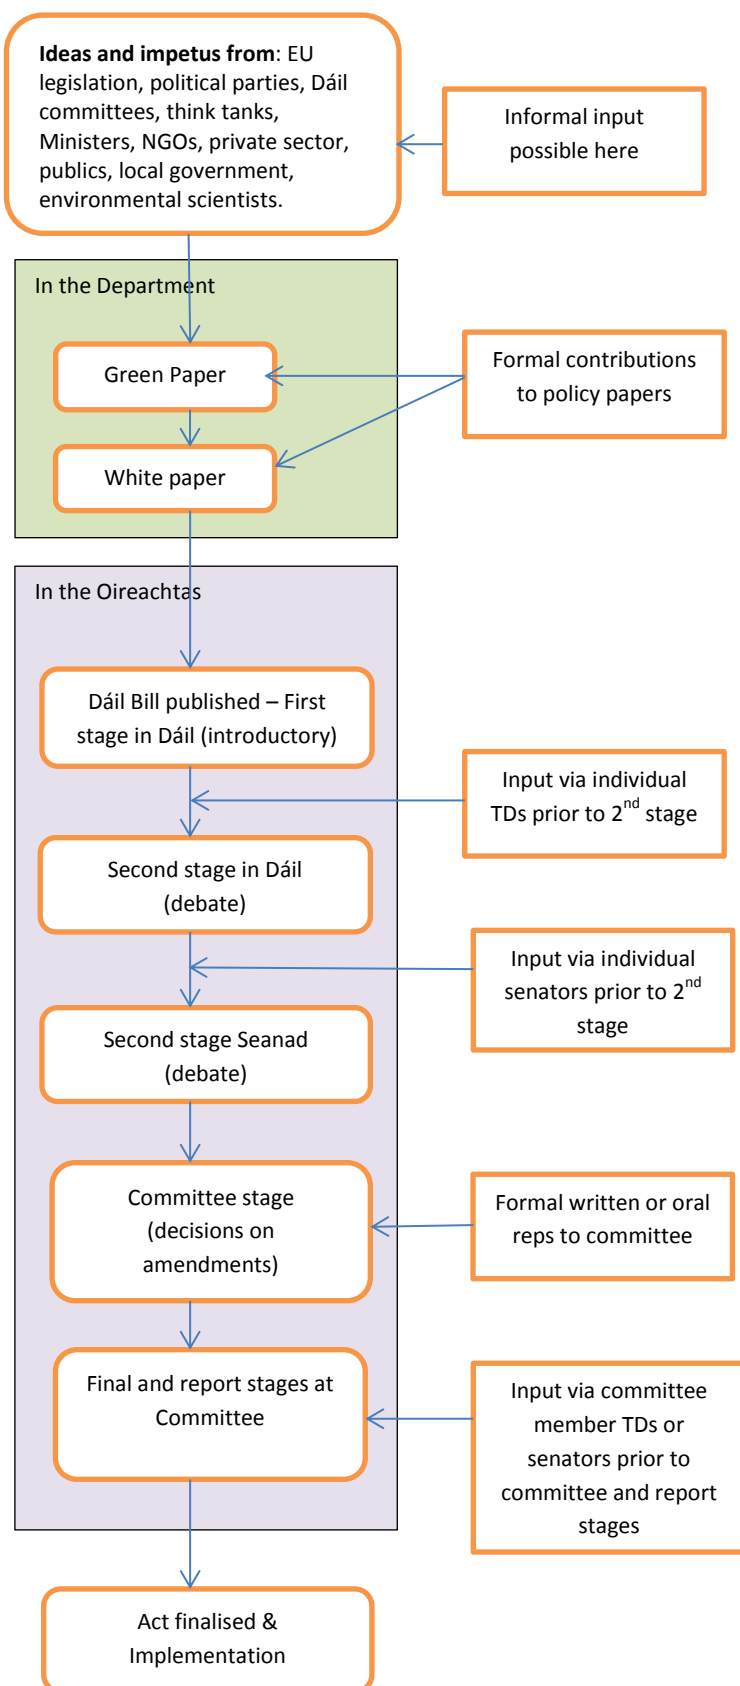 Ideas and impetus from: EU
legislation, political parties, Dáil
committees, think tanks,
Ministers, NGOs, private sector,
publics, local government,
environmental scientists.
Informal input
possible here
In the Department
Green Paper
Formal contributions
to policy papers
White paper
In the Oireachtas
Dáil Bill published – First
stage in Dáil (introductory)
Input via individual
TDs prior to 2nd stage
Second stage in Dáil
(debate)
Input via individual
senators prior to 2nd
stage
Second stage Seanad
(debate)
Committee stage
(decisions on
amendments)
Formal written or oral
reps to committee
Final and report stages at
Committee
Input via committee
member TDs or
senators prior to
committee and report
stages
Act finalised &
Implementation